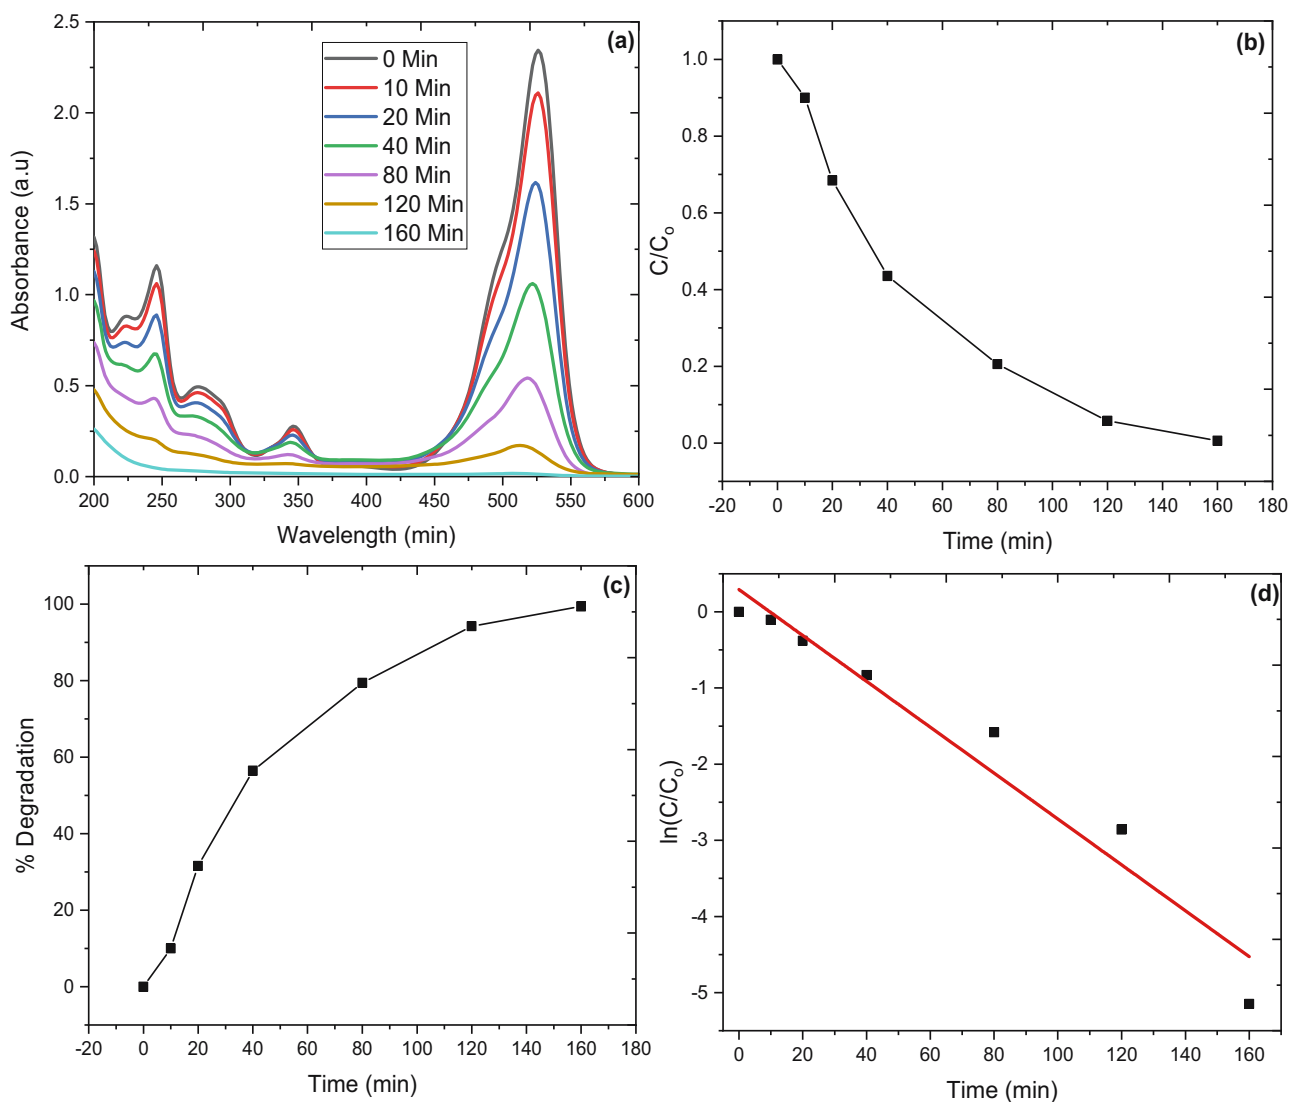 (a)
2.5
2.0
1.5
1.0
0.5
0.0
Absorbance (a.u)
0 Min
10 Min
20 Min
40 Min
80 Min
120 Min
160 Min
200 250 300 350 400 450 500 550 600
Wavelength (min)
(b)
1.0
0.8
0.6
0.4
0.2
0.0
C/Co
-20 0 20 40 60 80 100 120 140 160 180
Time (min)
(c)
100
80
60
40
20
0
% Degradation
-20 0 20 40 60 80 100 120 140 160 180
Time (min)
(d)
0
-1
-2
-3
-4
-5
ln(C/Co)
0 20 40 60 80 100 120 140 160
Time (min)